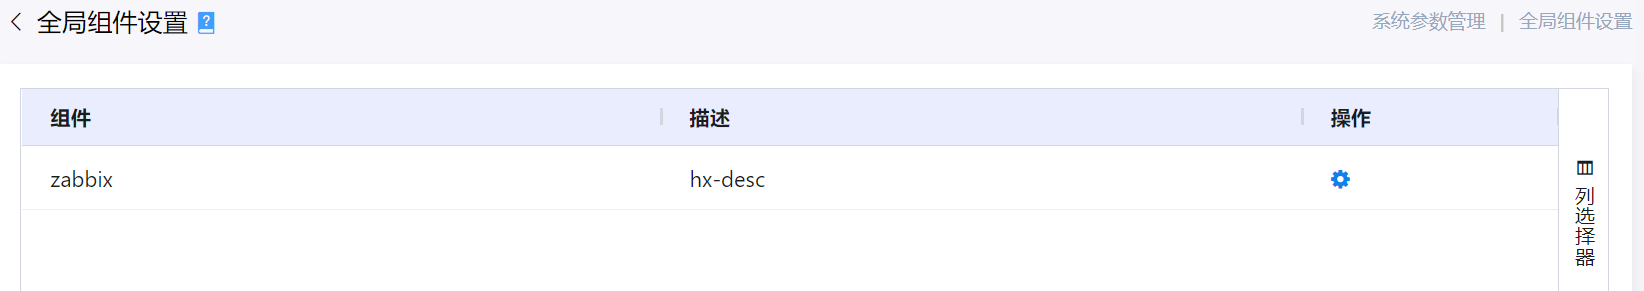 全局组件设置
系统参数管理 | 全局组件设置
组件 描述 操作
zabbix hx-desc
列选择器